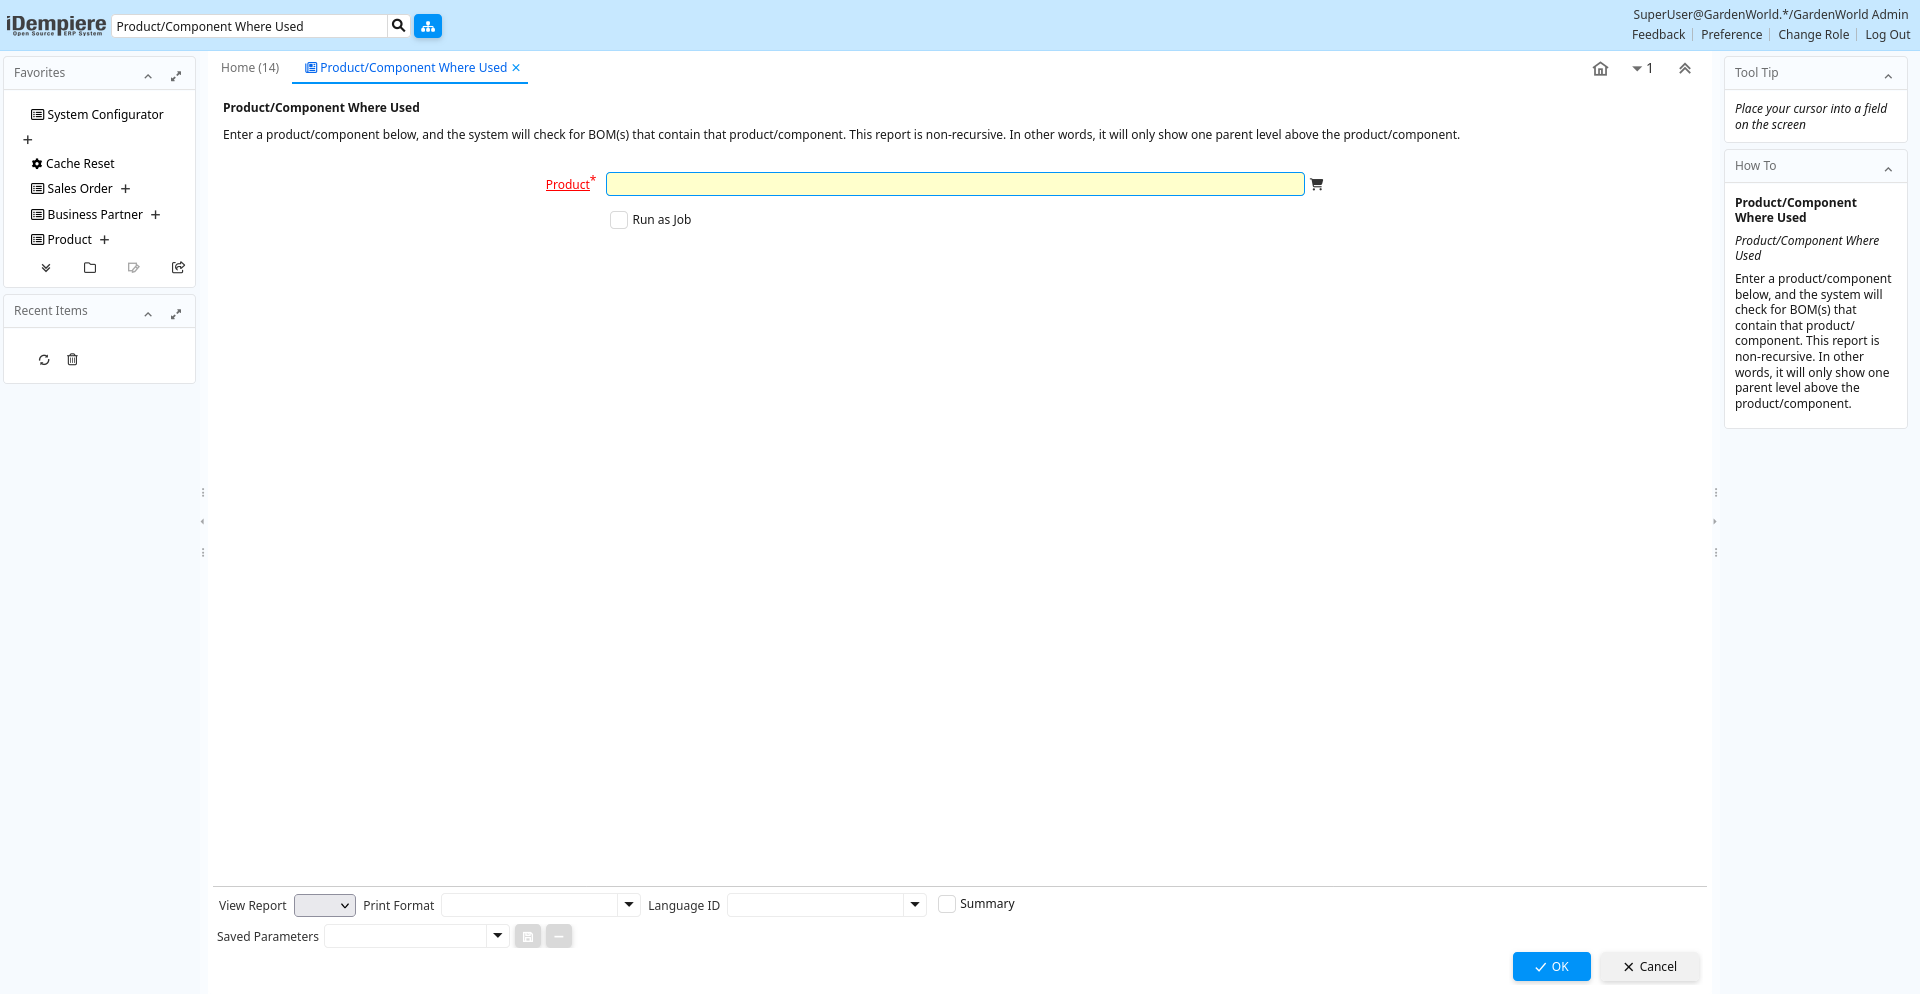 iDempiere
Open Source ERP System
Product/Component Where Used
SuperUser@GardenWorld.*/GardenWorld Admin
Feedback
Preference
Change Role
Log Out
Favorites
System Configurator
Cache Reset
Sales Order
Business Partner
Product
Recent Items
Home (14)
Product/Component Where Used
1
Product/Component Where Used
Enter a product/component below, and the system will check for BOM(s) that contain that product/component. This report is non-recursive. In other words, it will only show one parent level above the product/component.
Product*
Run as Job
View Report
Print Format
Language ID
Summary
Saved Parameters
OK
Cancel
Tool Tip
Place your cursor into a field
on the screen
How To
Product/Component
Where Used
Product/Component Where
Used
Enter a product/component
below, and the system will
check for BOM(s) that
contain that product/
component. This report is
non-recursive. In other
words, it will only show one
parent level above the
product/component.